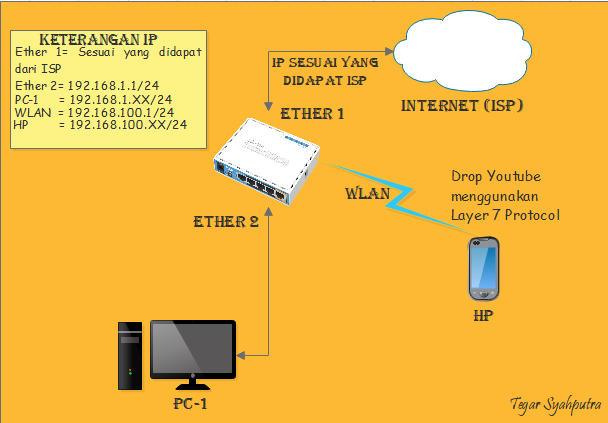 KETERANGAN IP
Ether 1= Sesuai yang didapat
dari ISP
Ether 2= 192.168.1.1/24
PC-1 = 192.168.1.XX/24
WLAN = 192.168.100.1/24
HP = 192.168.100.XX/24
IP SESUAI YANG
DIDAPAT ISP
INTERNET (ISP)
ETHER 1
WLAN
Drop Youtube
menggunakan
Layer 7 Protocol
ETHER 2
HP
PC-1
Tegar Syahputra